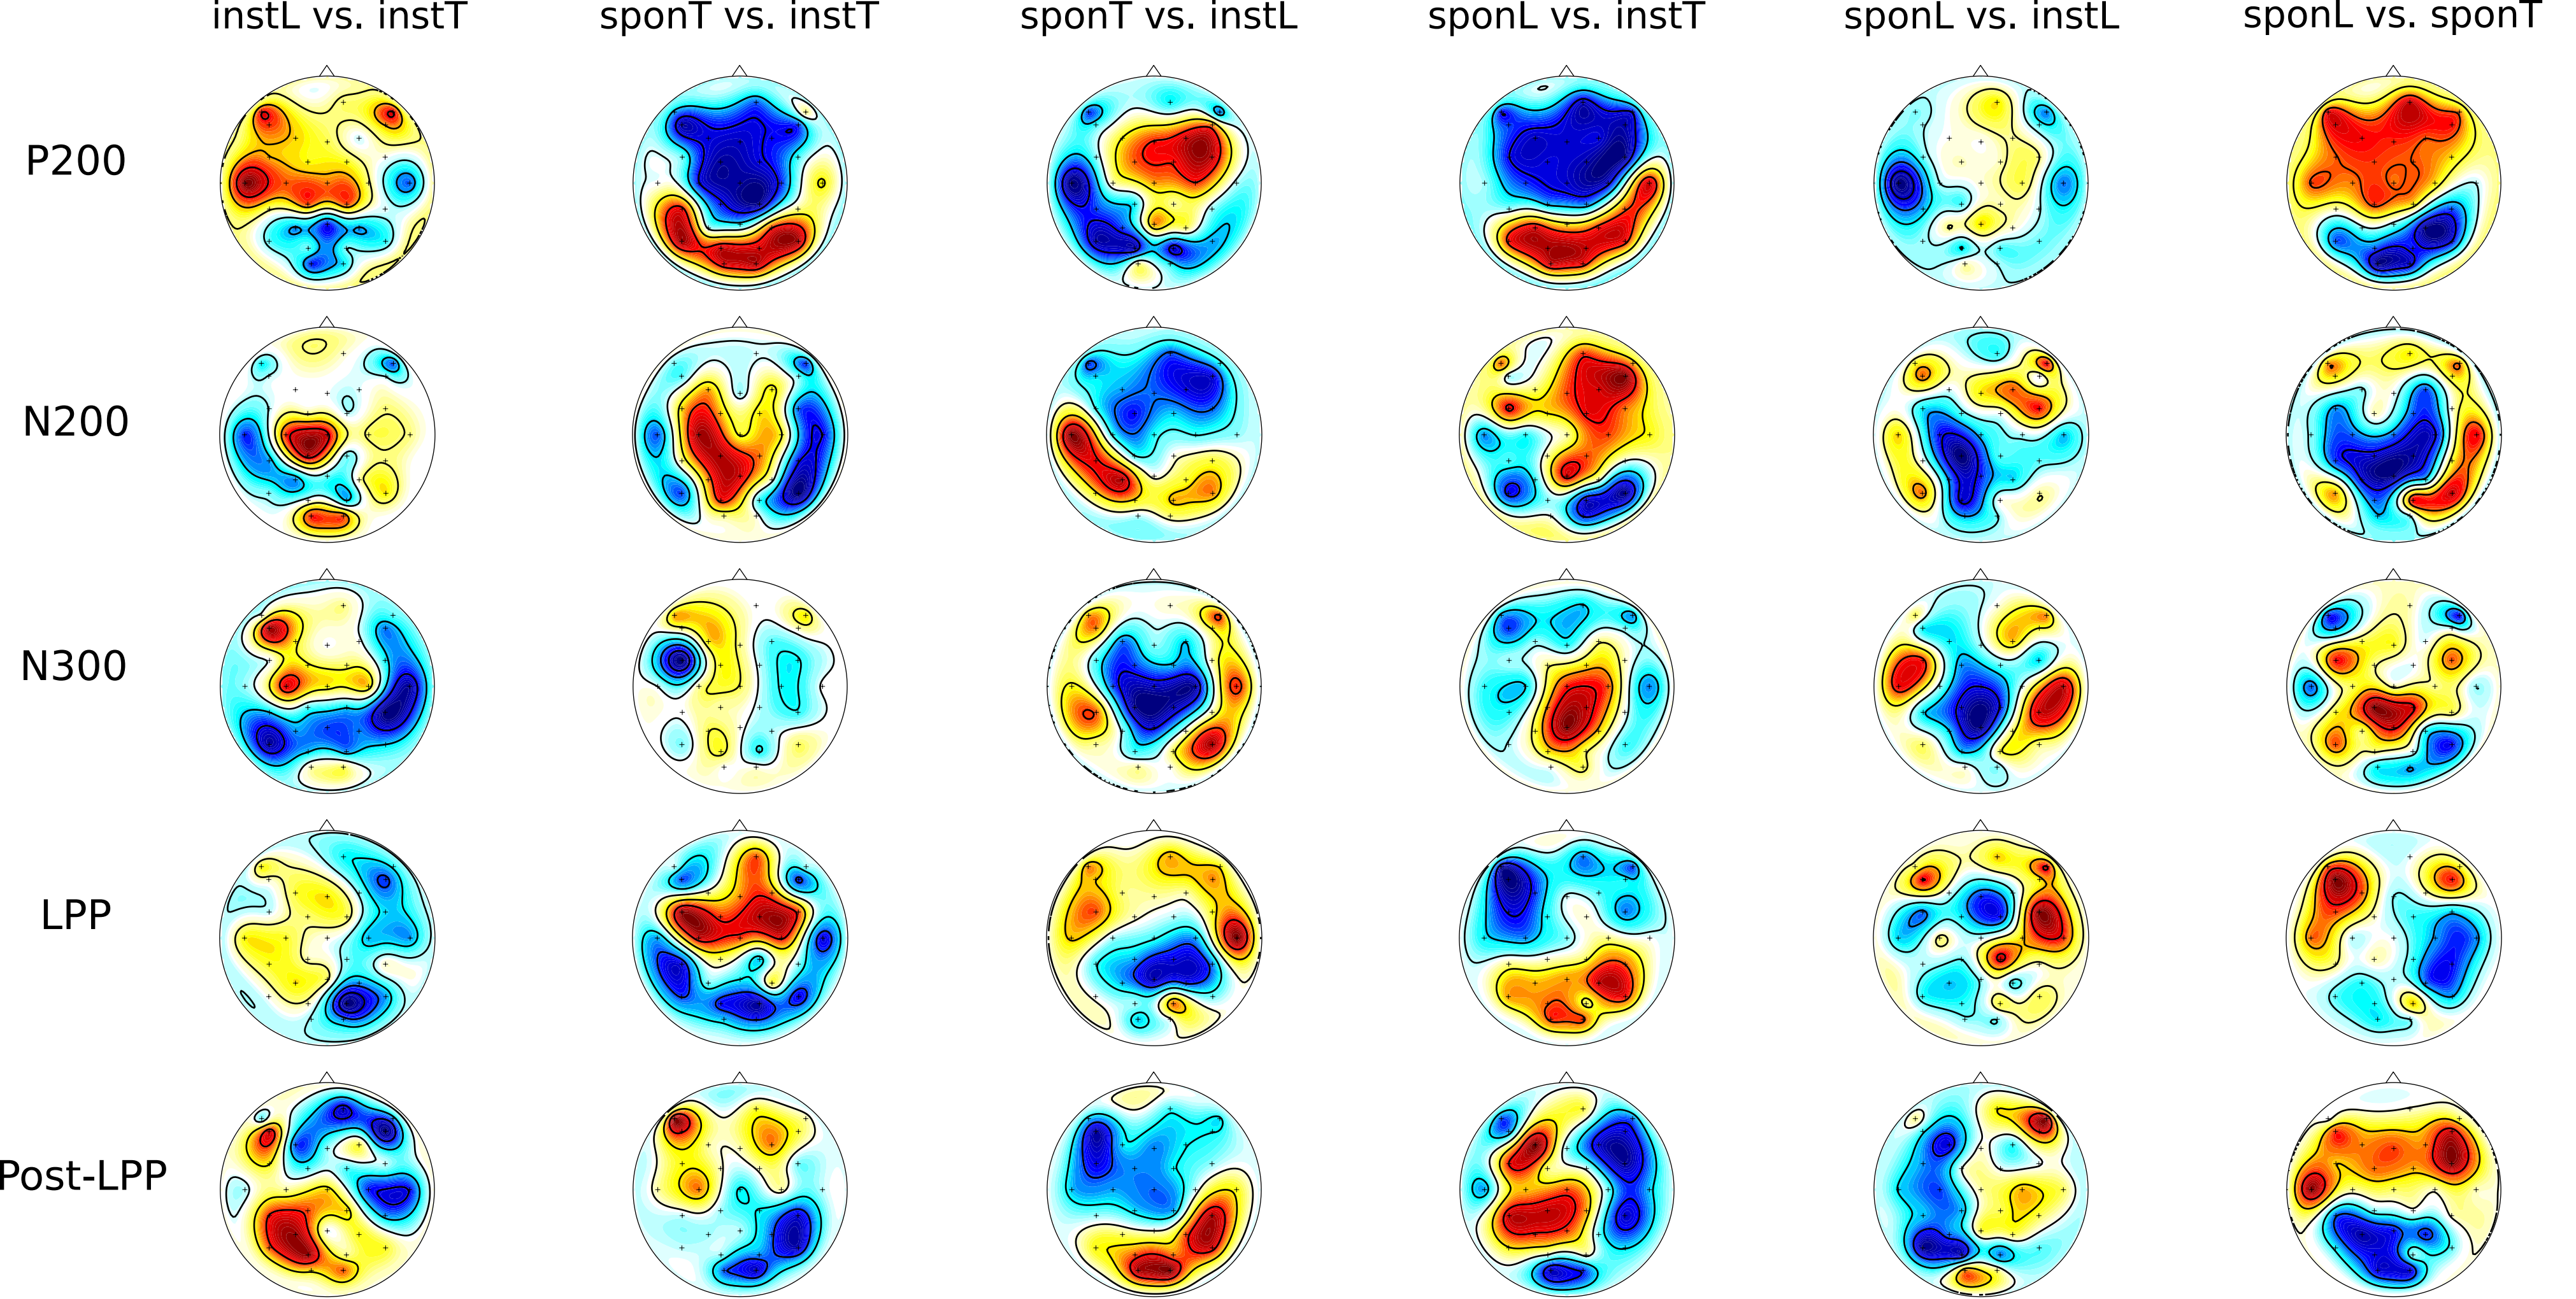 instL vs. instT sponT vs. instT sponT vs. instL sponL vs. instT sponL vs. instL sponL vs. sponT
P200
N200
N300
LPP
Post-LPP